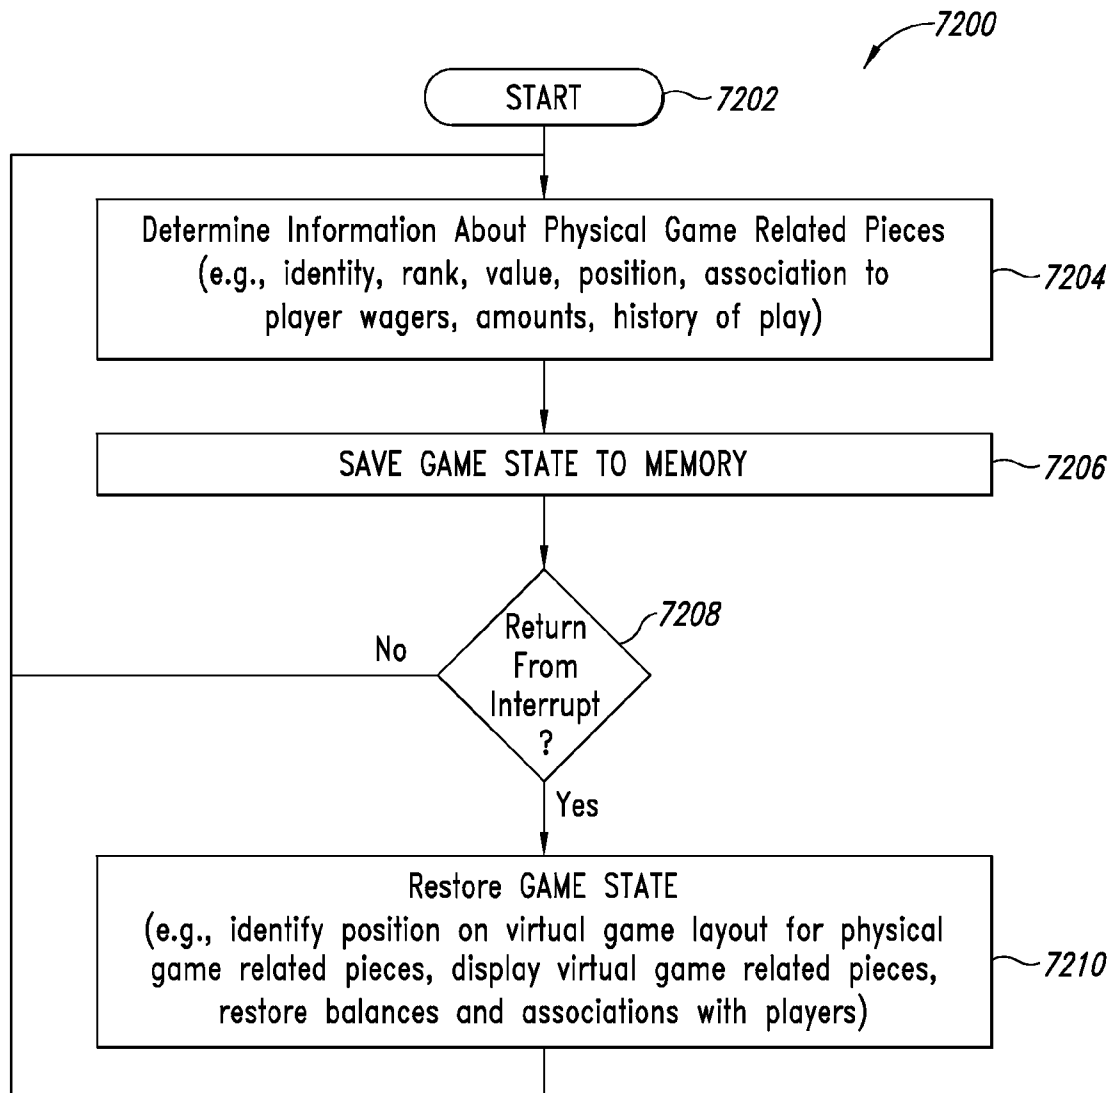 7200
START
7202
Determine Information About Physical Game Related Pieces
(e.g., identity, rank, value, position, association to
player wagers, amounts, history of play)
7204
SAVE GAME STATE TO MEMORY
7206
Return
From
Interrupt
?
7208
No
Yes
Restore GAME STATE
(e.g., identify position on virtual game layout for physical
game related pieces, display virtual game related pieces,
restore balances and associations with players)
7210